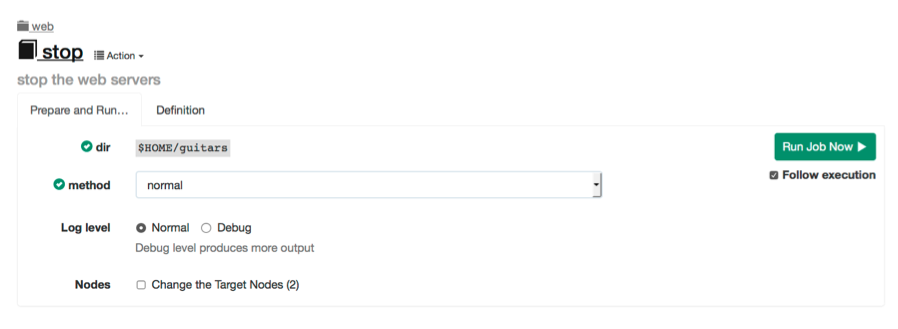 web
stop Action
stop the web servers
Prepare and Run... Definition
dir $HOME/guitars Run Job Now
method normal Follow execution
Log level Normal Debug
Debug level produces more output
Nodes Change the Target Nodes (2)